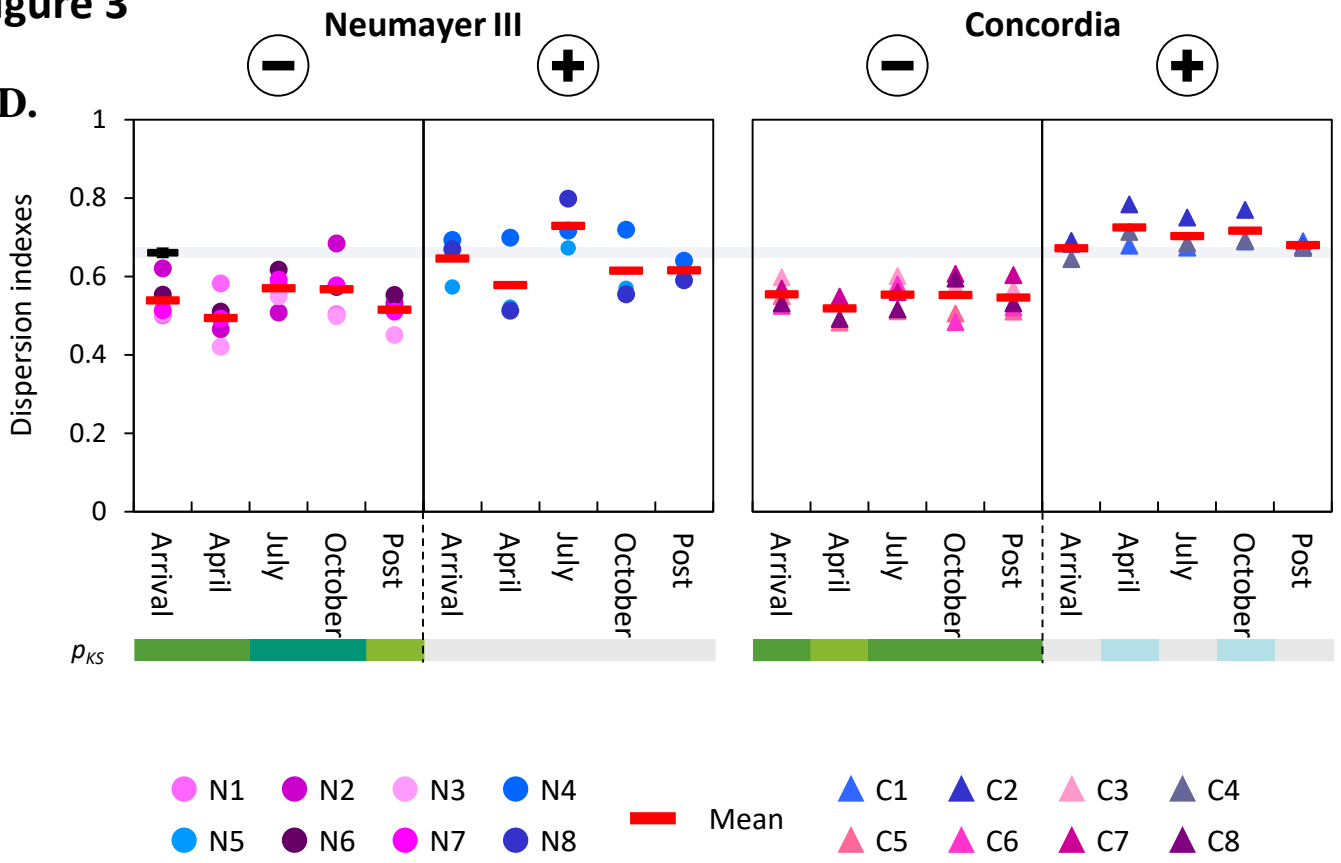 igure 3
Neumayer III
Concordia
− + − +
D.
Dispersion indexes
1
0.8
0.6
0.4
0.2
0
Arrival April July October Post Arrival April July October Post
Arrival April July October Post Arrival April July October Post
pKS
N1 N2 N3 N4
N5 N6 N7 N8
Mean
C1 C2 C3 C4
C5 C6 C7 C8